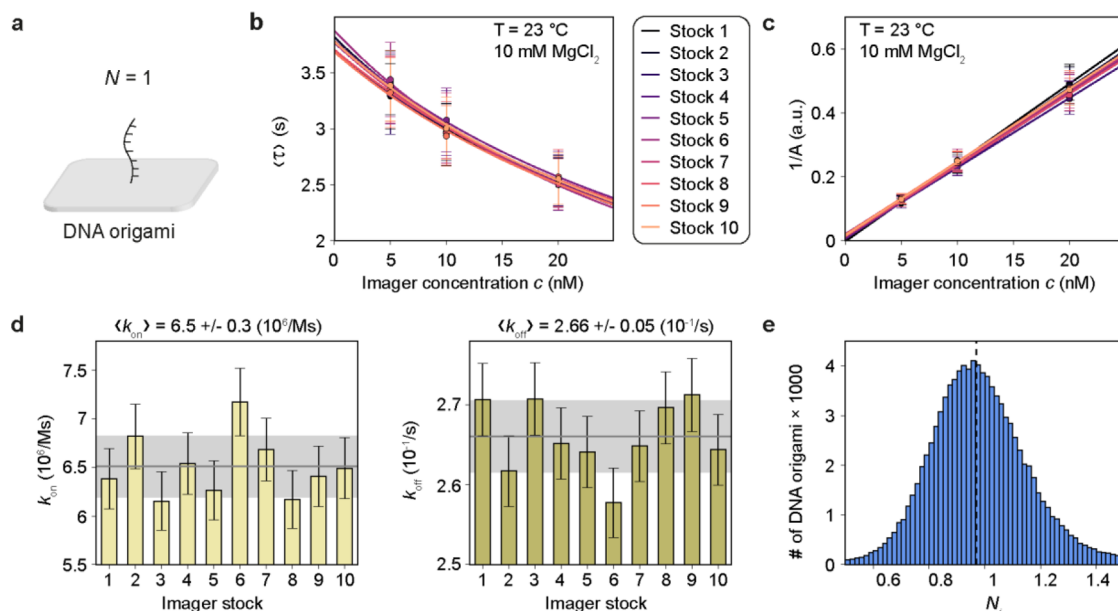 a
N = 1
DNA origami
b
T = 23 °C
10 mM MgCl₂
⟨τ⟩ (s)
3.5
3
2.5
2
0 5 10 15 20
Imager concentration c (nM)
Stock 1
Stock 2
Stock 3
Stock 4
Stock 5
Stock 6
Stock 7
Stock 8
Stock 9
Stock 10
c
T = 23 °C
10 mM MgCl₂
1/A (a.u.)
0.6
0.4
0.2
0
0 5 10 15 20
Imager concentration c (nM)
d
⟨kon⟩ = 6.5 +/- 0.3 (10⁶/Ms)
kon (10⁶/Ms)
7.5
7
6.5
6
5.5
1 2 3 4 5 6 7 8 9 10
Imager stock
⟨koff⟩ = 2.66 +/- 0.05 (10⁻¹/s)
koff (10⁻¹/s)
2.7
2.6
2.5
1 2 3 4 5 6 7 8 9 10
Imager stock
e
# of DNA origami × 1000
4
3
2
1
0
0.6 0.8 1 1.2 1.4